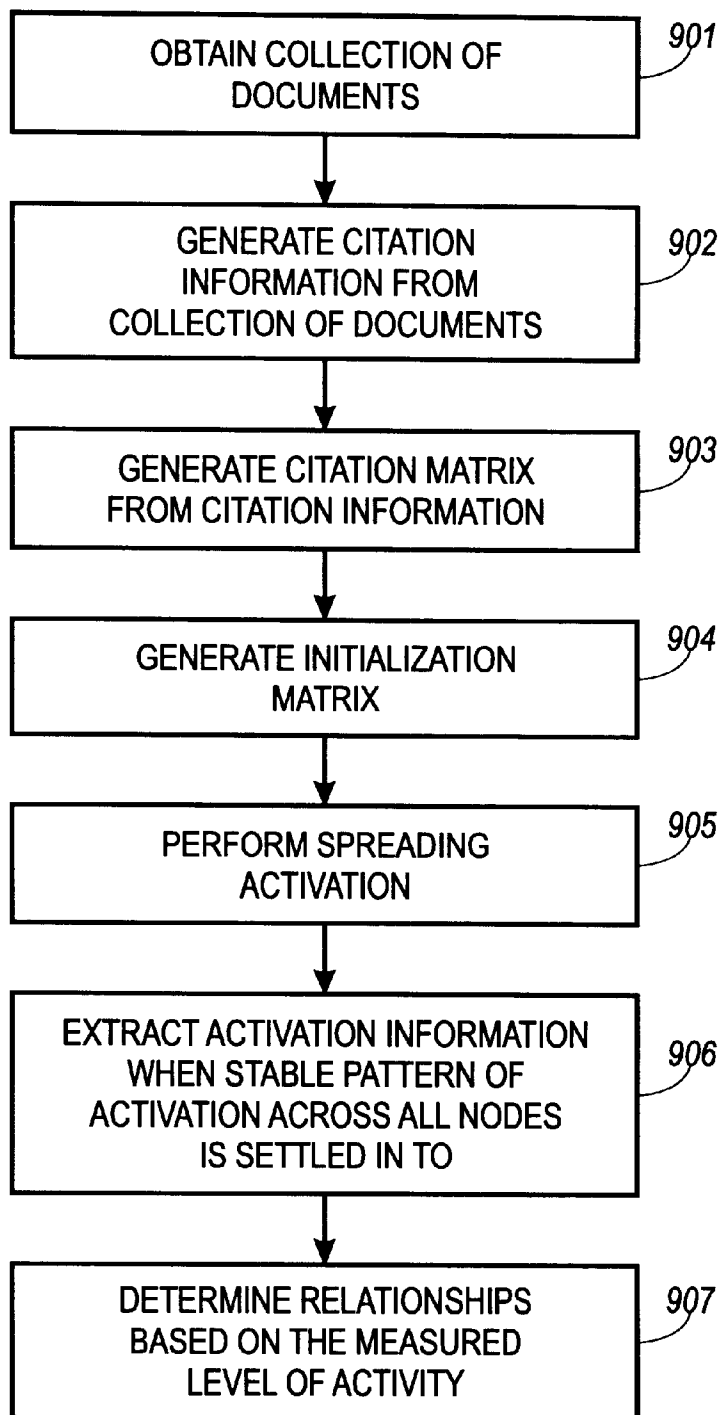 OBTAIN COLLECTION OF
DOCUMENTS
901
GENERATE CITATION
INFORMATION FROM
COLLECTION OF DOCUMENTS
902
GENERATE CITATION MATRIX
FROM CITATION INFORMATION
903
GENERATE INITIALIZATION
MATRIX
904
PERFORM SPREADING
ACTIVATION
905
EXTRACT ACTIVATION INFORMATION
WHEN STABLE PATTERN OF
ACTIVATION ACROSS ALL NODES
IS SETTLED IN TO
906
DETERMINE RELATIONSHIPS
BASED ON THE MEASURED
LEVEL OF ACTIVITY
907